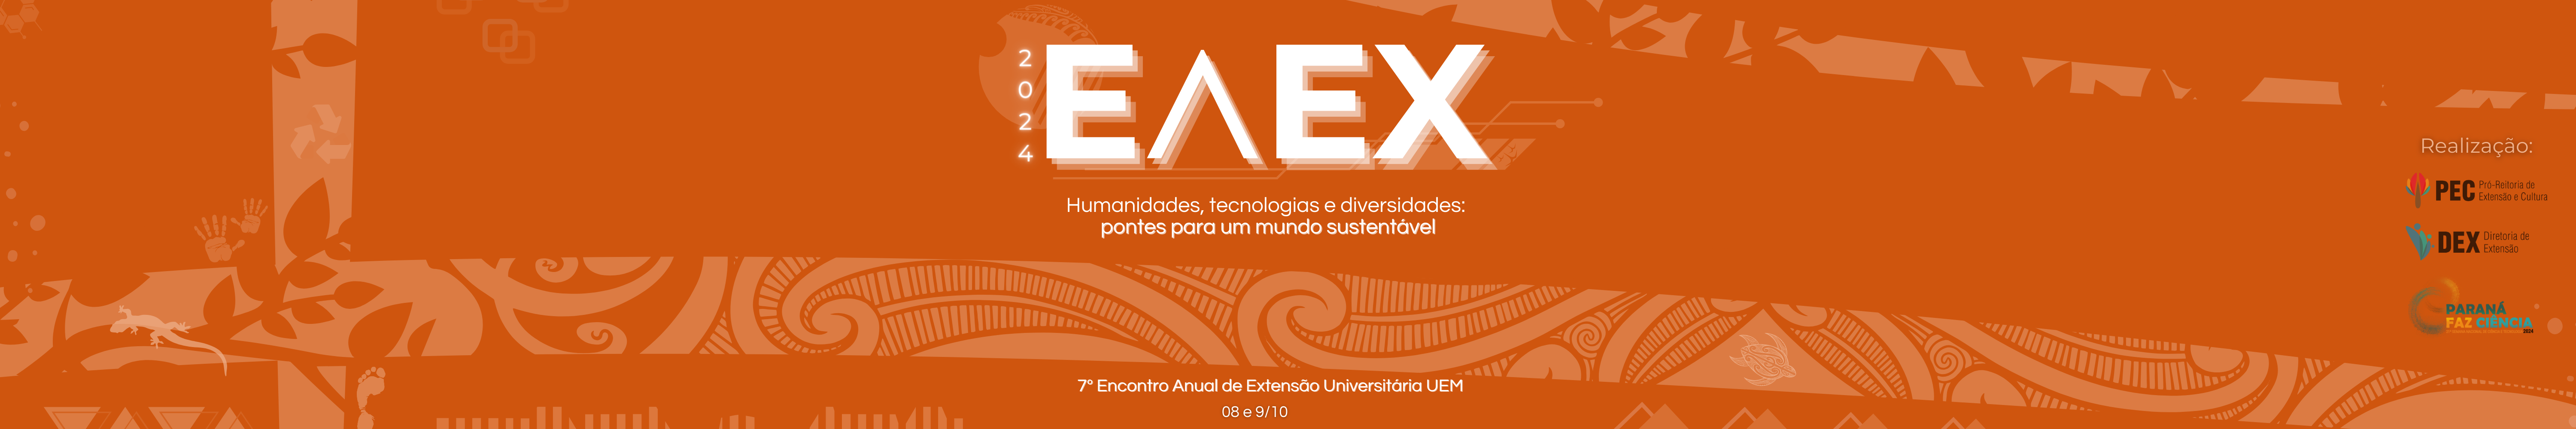 2024
EAEX
Humanidades, tecnologias e diversidades:
pontes para um mundo sustentável
7º Encontro Anual de Extensão Universitária UEM
08 e 9/10
Realização:
PEC Pró-Reitoria de
Extensão e Cultura
DEX Diretoria de
Extensão
PARANÁ
FAZ CIÊNCIA
2024